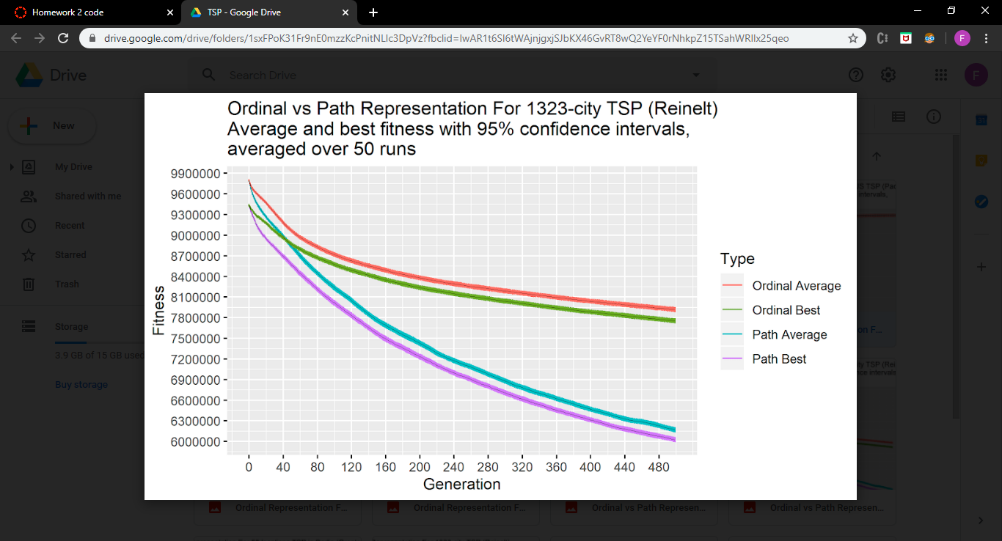 Homework 2 code
TSP - Google Drive
drive.google.com/drive/folders/1sxFPoK31Fr9nE0mzzKcPnitNLIc3DpVz?fbclid=IwAR1t6Sl6tWAjnjgxjSJbKX46GvRT8wQ2YeYF0rNhkpZ15TSahWRllx25qeo
F
Drive
Search Drive
F
New
My Drive
Shared with me
Recent
Starred
Trash
Storage
3.9 GB of 15 GB used
Buy storage
Ordinal vs Path Representation For 1323-city TSP (Reinelt)
Average and best fitness with 95% confidence intervals,
averaged over 50 runs
Fitness
9900000
9600000
9300000
9000000
8700000
8400000
8100000
7800000
7500000
7200000
6900000
6600000
6300000
6000000
0 40 80 120 160 200 240 280 320 360 400 440 480
Generation
Type
Ordinal Average
Ordinal Best
Path Average
Path Best
Ordinal Representation F...
Ordinal Representation F...
Ordinal vs Path Represen...
Ordinal vs Path Represen...